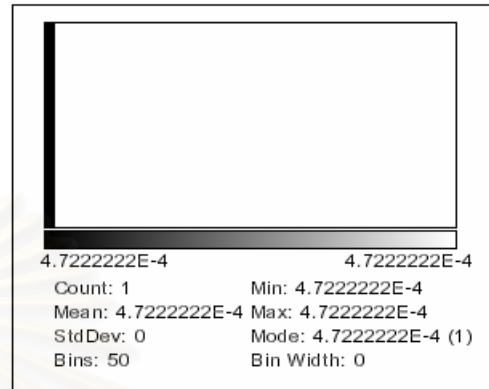 4.7222222E-4 4.7222222E-4
Count: 1 Min: 4.7222222E-4
Mean: 4.7222222E-4 Max: 4.7222222E-4
StdDev: 0 Mode: 4.7222222E-4 (1)
Bins: 50 Bin Width: 0